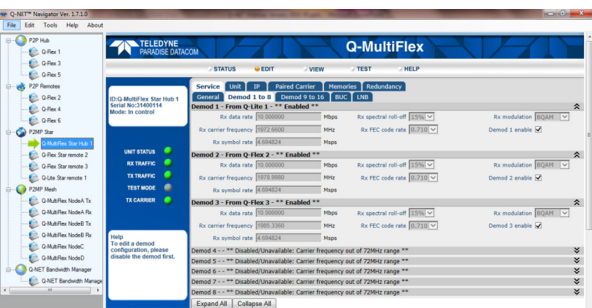 Q-NET™ Navigator Ver. 1.7.1.0
File Edit Tools Help About
P2P Hub
Q-Flex 1
Q-Flex 3
Q-Flex 5
P2P Remotes
Q-Flex 2
Q-Flex 4
Q-Flex 6
P2MP Star
Q-MultiFlex Star Hub 1
Q-Flex Star remote 2
Q-Flex Star remote 3
Q-Lite Star remote 1
P2MP Mesh
Q-MultiFlex NodeA Tx
Q-MultiFlex NodeA Rx
Q-MultiFlex NodeB Tx
Q-MultiFlex NodeB Rx
Q-MultiFlex NodeC
Q-MultiFlex NodeD
Q-NET Bandwidth Manager
Q-NET Bandwidth Manage
TELEDYNE
PARADISE DATACOM
Q-MultiFlex
STATUS EDIT VIEW TEST HELP
ID:Q-MultiFlex Star Hub 1
Serial No:31400114
Mode: In control
UNIT STATUS
RX TRAFFIC
TX TRAFFIC
TEST MODE
TX CARRIER
Help
To edit a demod
configuration, please
disable the demod first.
Service Unit IP Paired Carrier Memories Redundancy
General Demod 1 to 8 Demod 9 to 16 BUC LNB
Demod 1 - From Q-Lite 1 - ** Enabled **
Rx data rate 10.000000 Mbps Rx spectral roll-off 15% Rx modulation 8QAM
Rx carrier frequency 1972.6600 MHz Rx FEC code rate 0.710 Demod 1 enable
Rx symbol rate 4.694824 Msps
Demod 2 - From Q-Flex 2 - ** Enabled **
Rx data rate 10.000000 Mbps Rx spectral roll-off 15% Rx modulation 8QAM
Rx carrier frequency 1978.9980 MHz Rx FEC code rate 0.710 Demod 2 enable
Rx symbol rate 4.694824 Msps
Demod 3 - From Q-Flex 3 - ** Enabled **
Rx data rate 10.000000 Mbps Rx spectral roll-off 15% Rx modulation 8QAM
Rx carrier frequency 1985.3360 MHz Rx FEC code rate 0.710 Demod 3 enable
Rx symbol rate 4.694824 Msps
Demod 4 - - ** Disabled/Unavailable: Carrier frequency out of 72MHz range **
Demod 5 - - ** Disabled/Unavailable: Carrier frequency out of 72MHz range **
Demod 6 - - ** Disabled/Unavailable: Carrier frequency out of 72MHz range **
Demod 7 - - ** Disabled/Unavailable: Carrier frequency out of 72MHz range **
Demod 8 - - ** Disabled/Unavailable: Carrier frequency out of 72MHz range **
Expand All Collapse All